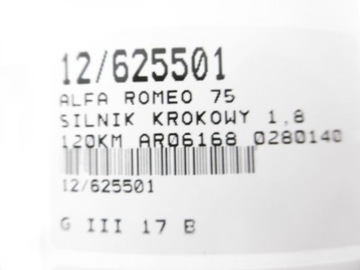 12/625501
ALFA ROMEO 75
SILNIK KROKOWY 1,8
120KM AR06168 0280140
12/625501
G III 17 B